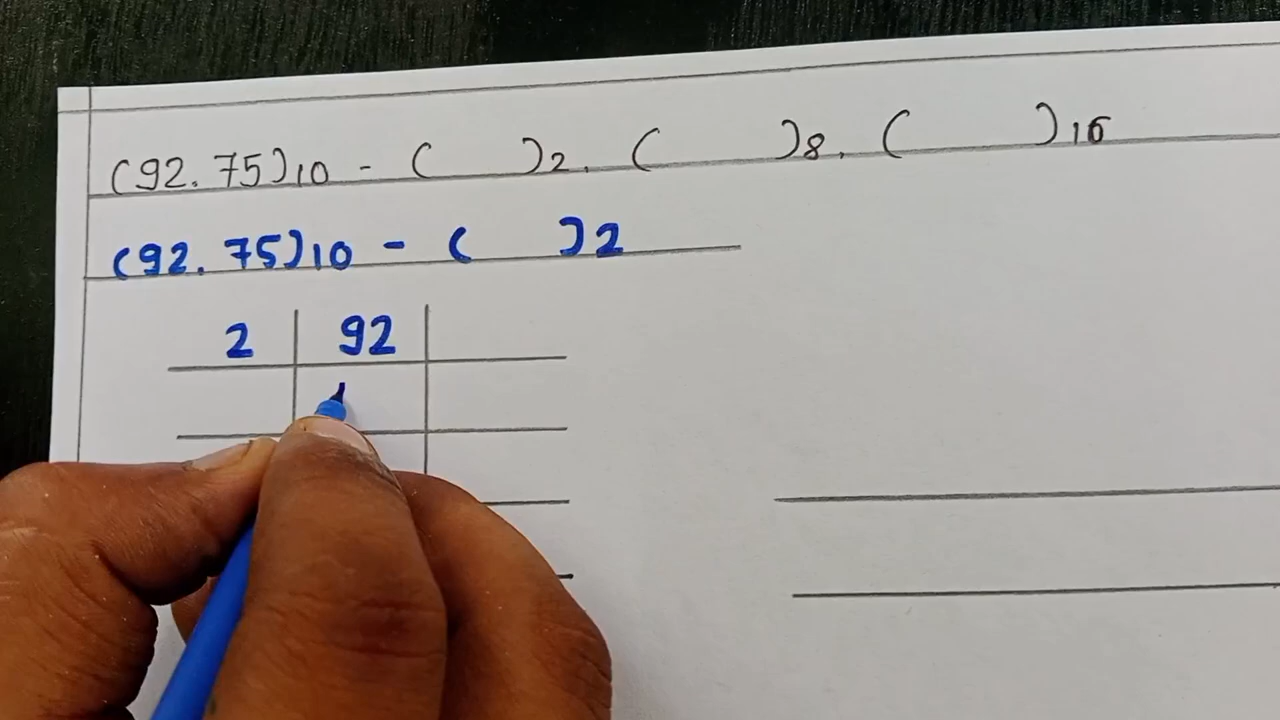 (92.75)10 - (      )2, (      )8, (      )16
(92.75)10 - (      )2
2 92